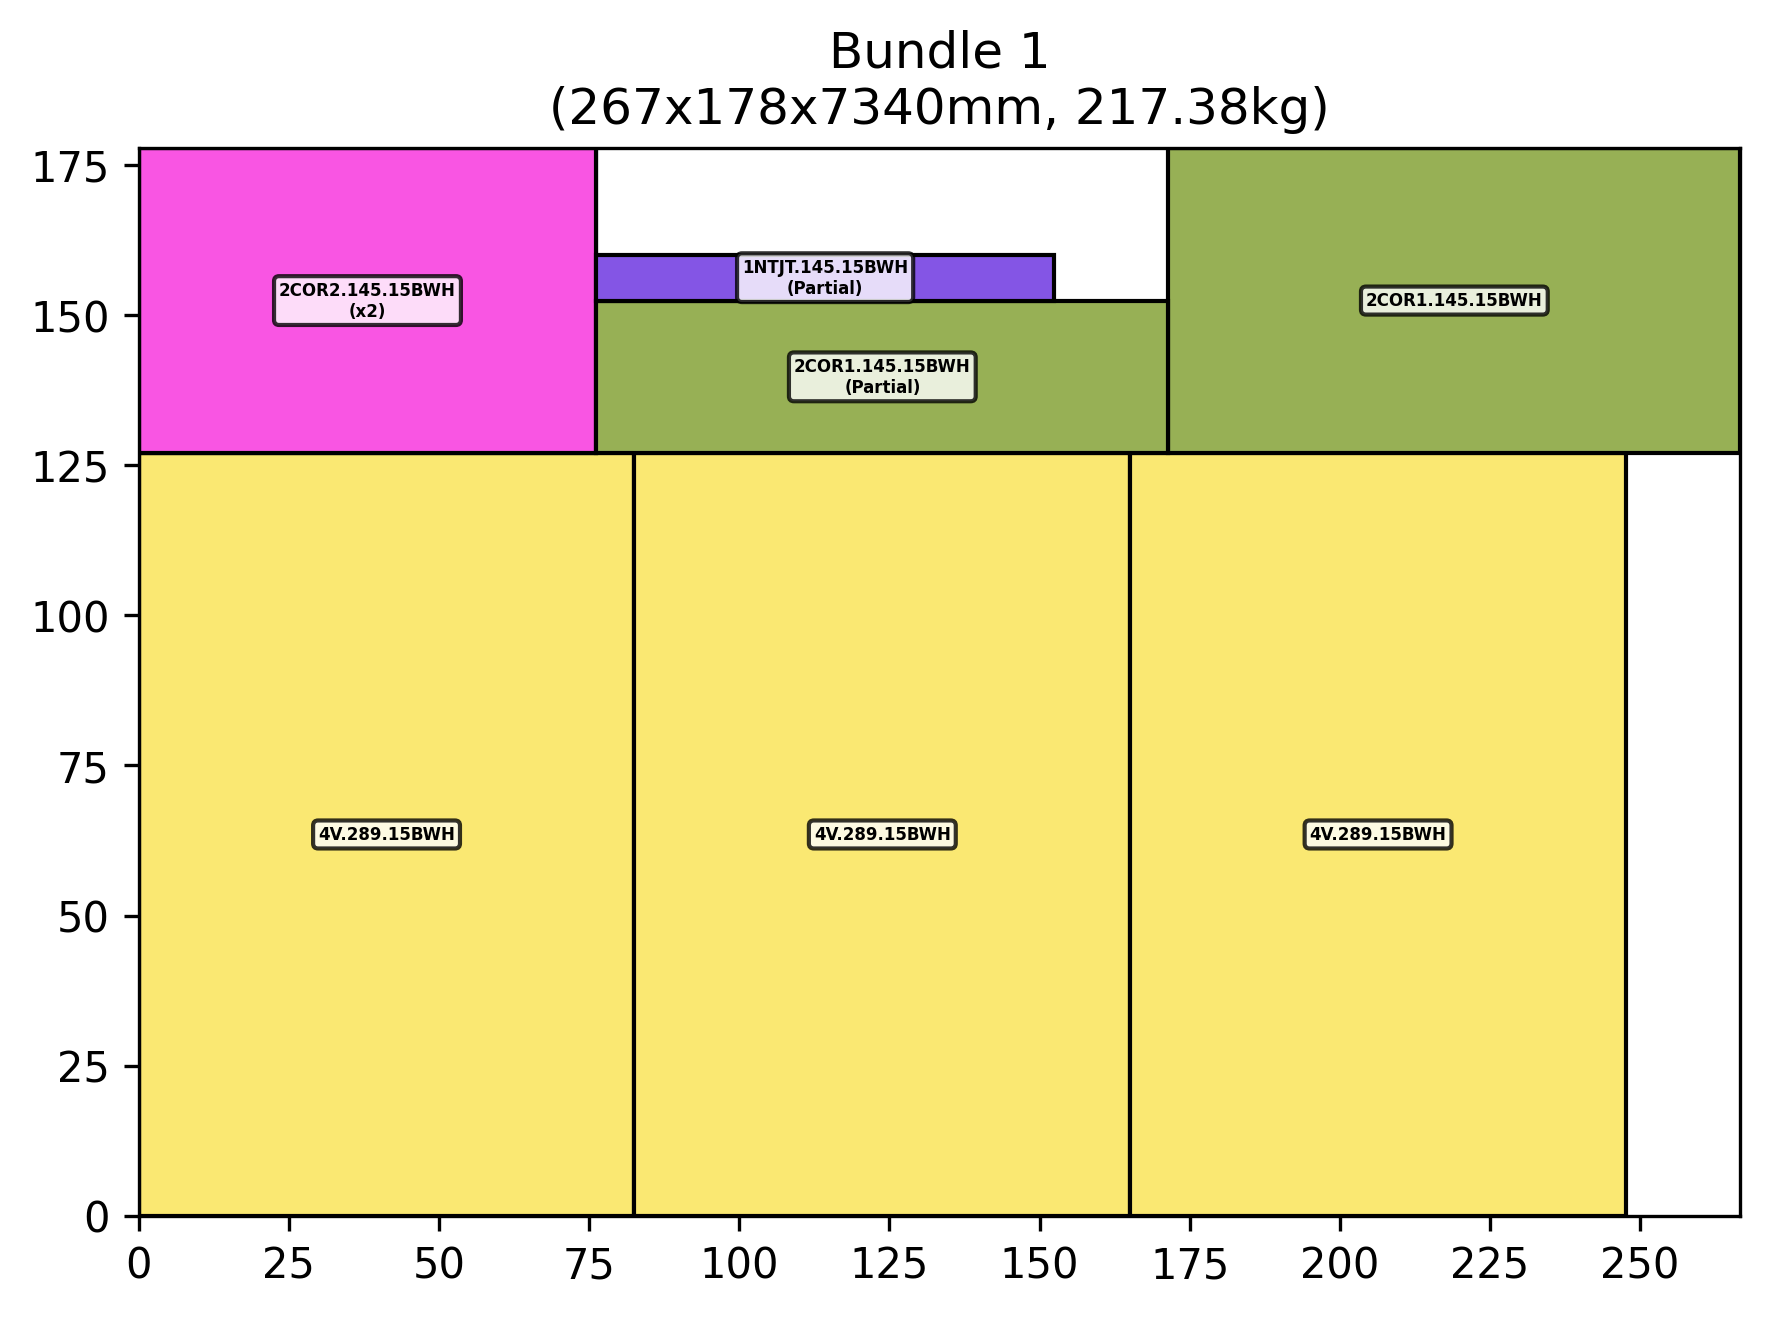 Bundle 1
(267x178x7340mm, 217.38kg)
175
150
125
100
75
50
25
0
2COR2.145.15BWH
(x2)
1NTJT.145.15BWH
(Partial)
2COR1.145.15BWH
(Partial)
2COR1.145.15BWH
4V.289.15BWH
4V.289.15BWH
4V.289.15BWH
0
25
50
75
100
125
150
175
200
225
250